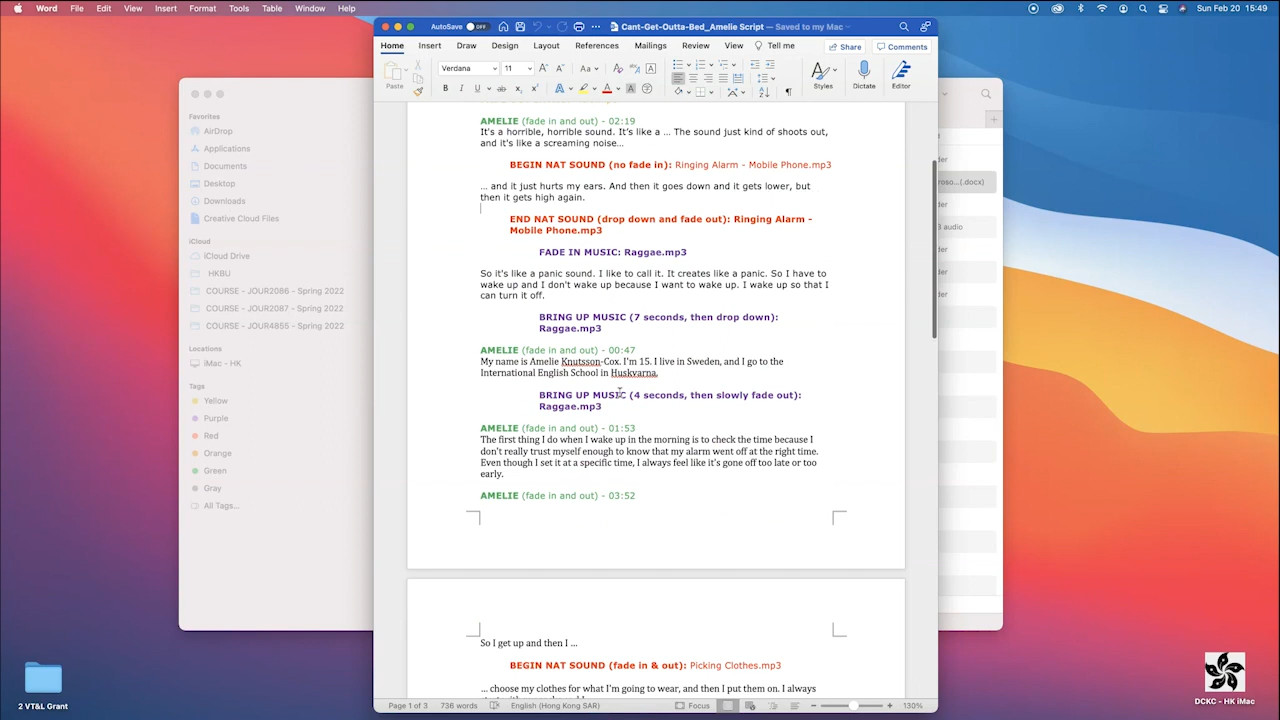 Word File Edit View Insert Format Tools Table Window Help
Sun Feb 20 15:49
AutoSave OFF
Cant-Get-Outta-Bed_Amelie Script — Saved to my Mac
Home Insert Draw Design Layout References Mailings Review View Tell me
Share Comments
Verdana 11
Paste Styles Dictate Editor
AMELIE (fade in and out) - 02:19
It's a horrible, horrible sound. It's like a … The sound just kind of shoots out,
and it's like a screaming noise…
BEGIN NAT SOUND (no fade in): Ringing Alarm - Mobile Phone.mp3
… and it just hurts my ears. And then it goes down and it gets lower, but
then it gets high again.
END NAT SOUND (drop down and fade out): Ringing Alarm -
Mobile Phone.mp3
FADE IN MUSIC: Raggae.mp3
So it's like a panic sound. I like to call it. It creates like a panic. So I have to
wake up and I don't wake up because I want to wake up. I wake up so that I
can turn it off.
BRING UP MUSIC (7 seconds, then drop down):
Raggae.mp3
AMELIE (fade in and out) - 00:47
My name is Amelie Knutsson-Cox. I'm 15. I live in Sweden, and I go to the
International English School in Huskvarna,
BRING UP MUSIC (4 seconds, then slowly fade out):
Raggae.mp3
AMELIE (fade in and out) - 01:53
The first thing I do when I wake up in the morning is to check the time because I
don't really trust myself enough to know that my alarm went off at the right time.
Even though I set it at a specific time, I always feel like it's gone off too late or too
early.
AMELIE (fade in and out) - 03:52
So I get up and then I …
BEGIN NAT SOUND (fade in & out): Picking Clothes.mp3
… choose my clothes for what I'm going to wear, and then I put them on. I always
Page 1 of 3 736 words English (Hong Kong SAR) Focus 130%
Favorites
AirDrop
Applications
Documents
Desktop
Downloads
Creative Cloud Files
iCloud
iCloud Drive
HKBU
COURSE - JOUR2086 - Spring 2022
COURSE - JOUR2087 - Spring 2022
COURSE - JOUR4855 - Spring 2022
Locations
iMac - HK
Tags
Yellow
Purple
Red
Orange
Green
Gray
All Tags...
der
roso...(.docx)
der
3 audio
der
der
der
2 VT&L Grant
DCKC - HK iMac